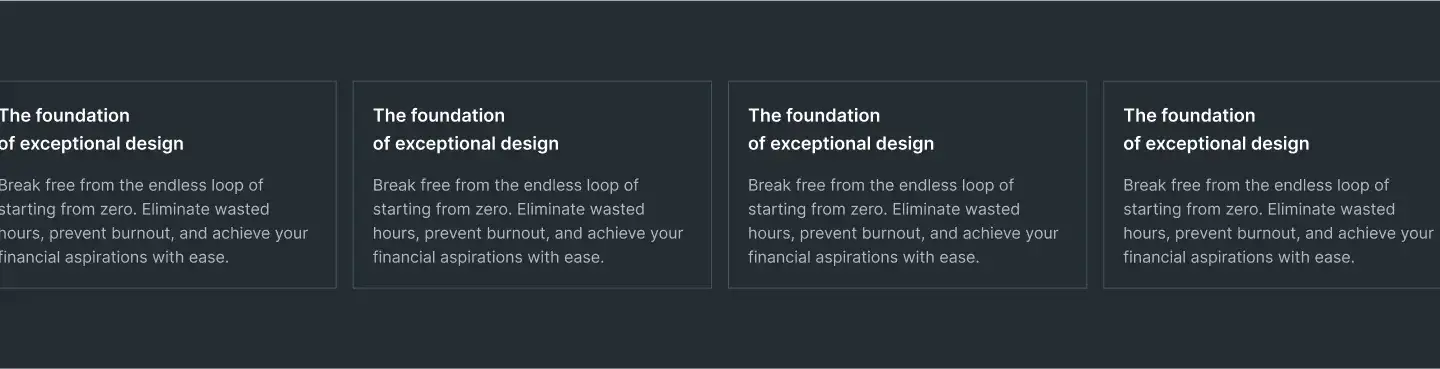 The foundation
of exceptional design
Break free from the endless loop of
starting from zero. Eliminate wasted
hours, prevent burnout, and achieve your
financial aspirations with ease.
The foundation
of exceptional design
Break free from the endless loop of
starting from zero. Eliminate wasted
hours, prevent burnout, and achieve your
financial aspirations with ease.
The foundation
of exceptional design
Break free from the endless loop of
starting from zero. Eliminate wasted
hours, prevent burnout, and achieve your
financial aspirations with ease.
The foundation
of exceptional design
Break free from the endless loop of
starting from zero. Eliminate wasted
hours, prevent burnout, and achieve your
financial aspirations with ease.